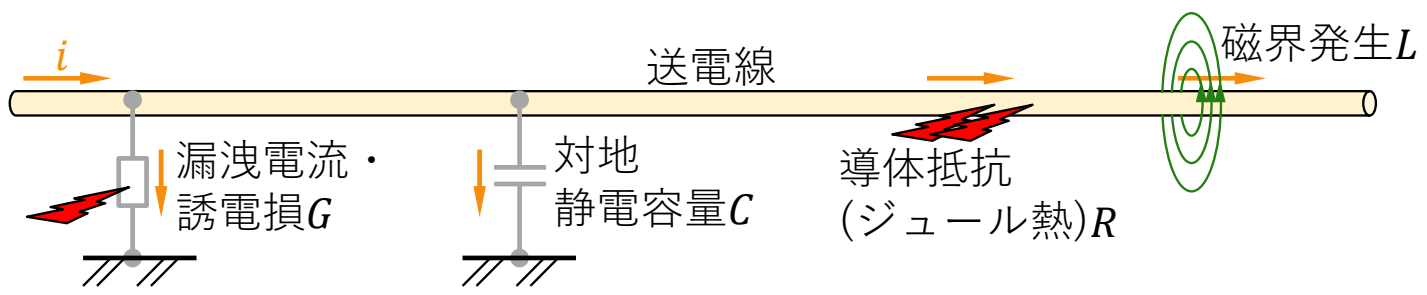 i
送電線
磁界発生L
漏洩電流・
誘電損G
対地
静電容量C
導体抵抗
(ジュール熱)R